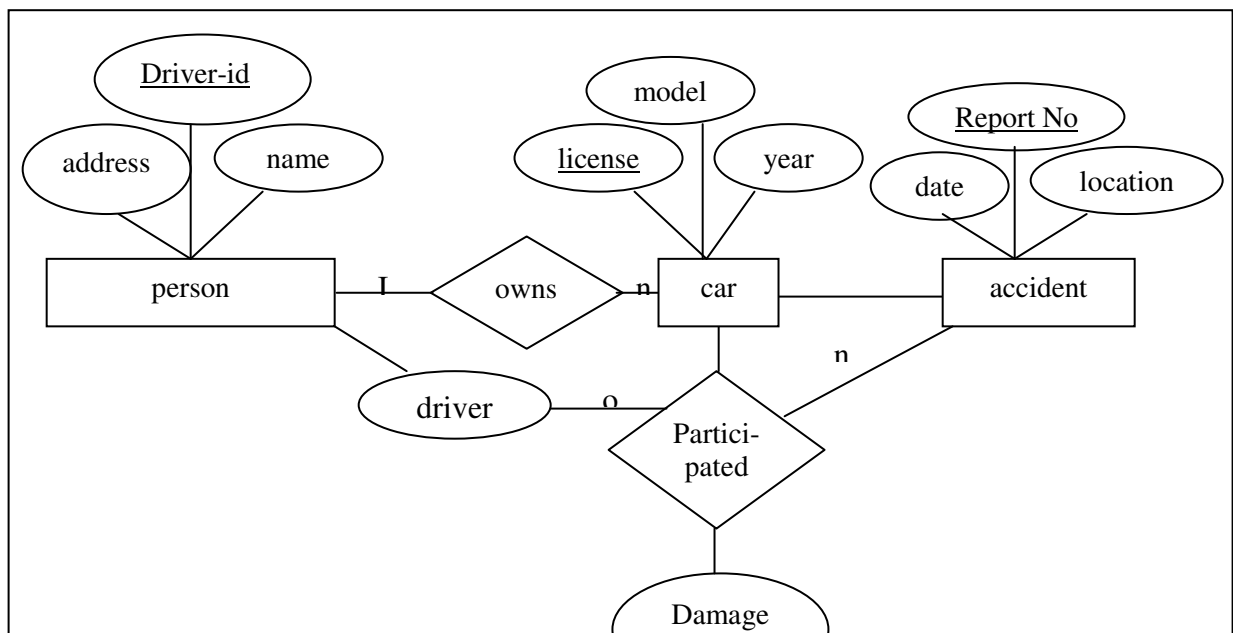 Driver-id
model
Report No
address
name
license
year
date
location
person
I
owns
n
car
accident
n
driver
o
Partici-
pated
Damage